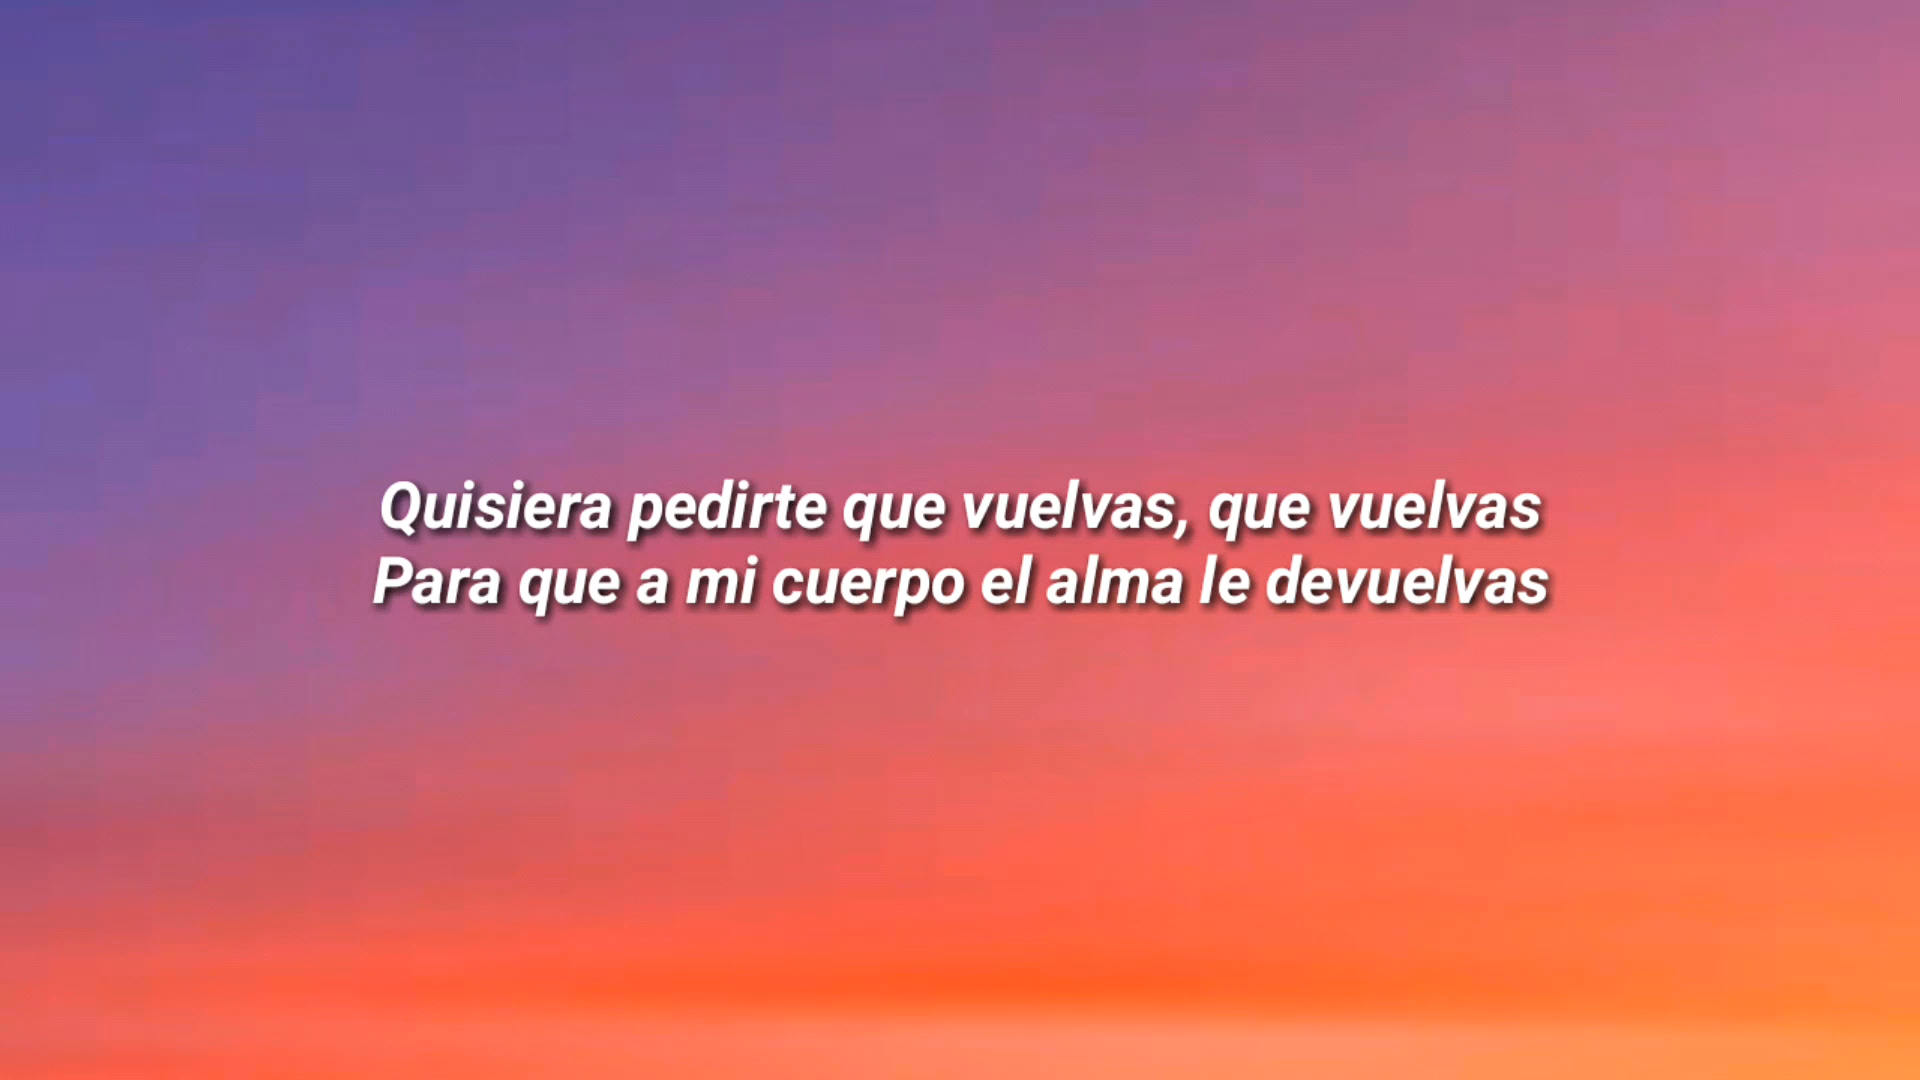 Quisiera pedirte que vuelvas, que vuelvas
Para que a mi cuerpo el alma le devuelvas